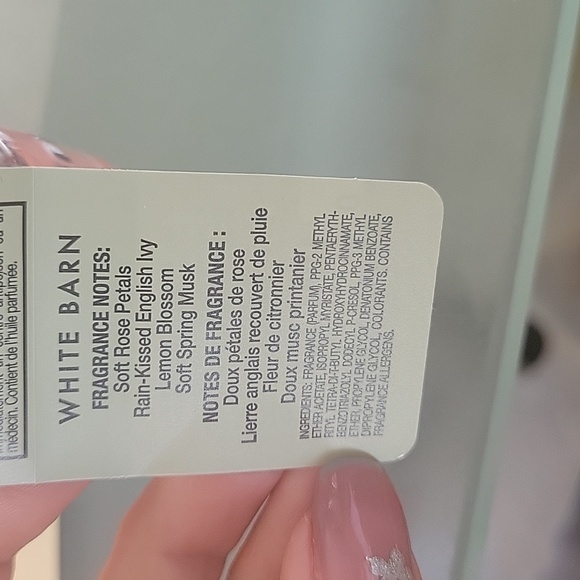 médecin. Contient de l'huile parfumée.
WHITE BARN
FRAGRANCE NOTES:
Soft Rose Petals
Rain-Kissed English Ivy
Lemon Blossom
Soft Spring Musk
NOTES DE FRAGRANCE :
Doux pétales de rose
Lierre anglais recouvert de pluie
Fleur de citronnier
Doux musc printanier
INGREDIENTS: FRAGRANCE (PARFUM), PPG-2 METHYL
ETHER ACETATE, ISOPROPYL MYRISTATE, PENTAERYTH-
RITYL TETRA-DI-T-BUTYL HYDROXYHYDROCINNAMATE,
BENZOTRIAZOLYL DODECYL P-CRESOL, PPG-3 METHYL
ETHER, PROPYLENE GLYCOL, DENATONIUM BENZOATE,
DIPROPYLENE GLYCOL, COLORANTS. CONTAINS
FRAGRANCE ALLERGENS.